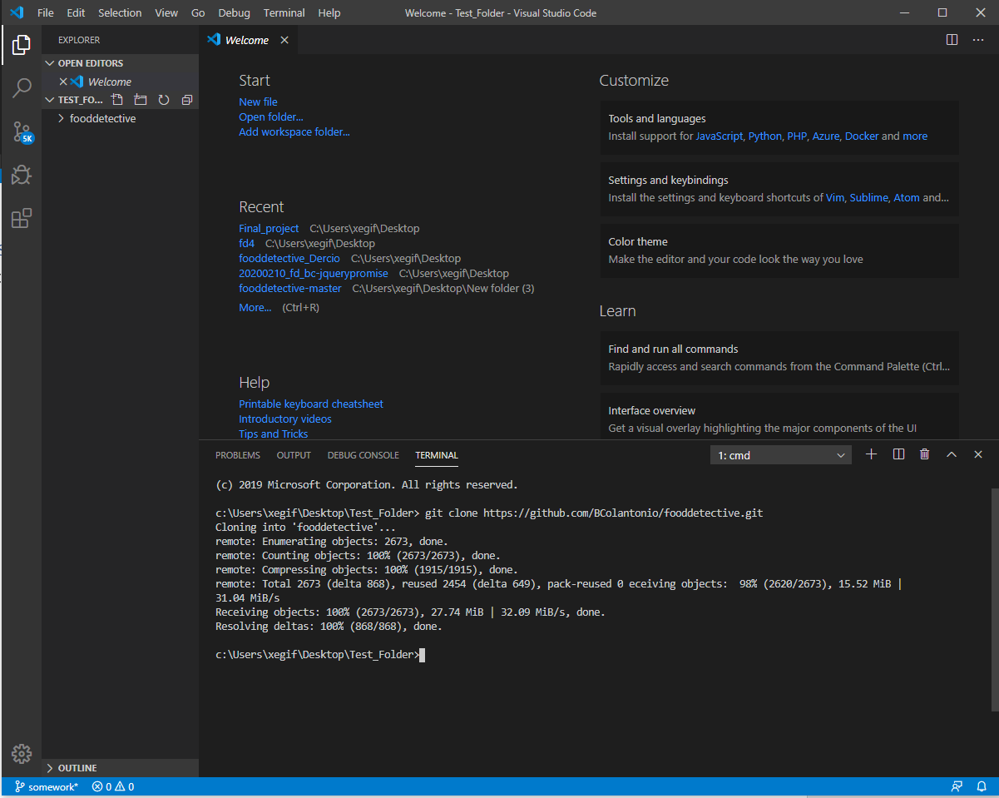 File Edit Selection View Go Debug Terminal Help Welcome - Test_Folder - Visual Studio Code
EXPLORER
OPEN EDITORS
Welcome
TEST_FO...
fooddetective
5K
OUTLINE
Welcome
Start
New file
Open folder...
Add workspace folder...
Recent
Final_project C:\Users\xegif\Desktop
fd4 C:\Users\xegif\Desktop
fooddetective_Dercio C:\Users\xegif\Desktop
20200210_fd_bc-jquerypromise C:\Users\xegif\Desktop
fooddetective-master C:\Users\xegif\Desktop\New folder (3)
More... (Ctrl+R)
Help
Printable keyboard cheatsheet
Introductory videos
Tips and Tricks
Customize
Tools and languages
Install support for JavaScript, Python, PHP, Azure, Docker and more
Settings and keybindings
Install the settings and keyboard shortcuts of Vim, Sublime, Atom and...
Color theme
Make the editor and your code look the way you love
Learn
Find and run all commands
Rapidly access and search commands from the Command Palette (Ctrl...
Interface overview
Get a visual overlay highlighting the major components of the UI
PROBLEMS OUTPUT DEBUG CONSOLE TERMINAL 1: cmd
(c) 2019 Microsoft Corporation. All rights reserved.
c:\Users\xegif\Desktop\Test_Folder> git clone https://github.com/BColantonio/fooddetective.git
Cloning into 'fooddetective'...
remote: Enumerating objects: 2673, done.
remote: Counting objects: 100% (2673/2673), done.
remote: Compressing objects: 100% (1915/1915), done.
remote: Total 2673 (delta 868), reused 2454 (delta 649), pack-reused 0 eceiving objects:  98% (2620/2673), 15.52 MiB |
31.04 MiB/s
Receiving objects: 100% (2673/2673), 27.74 MiB | 32.09 MiB/s, done.
Resolving deltas: 100% (868/868), done.
c:\Users\xegif\Desktop\Test_Folder>
somework* 0 0